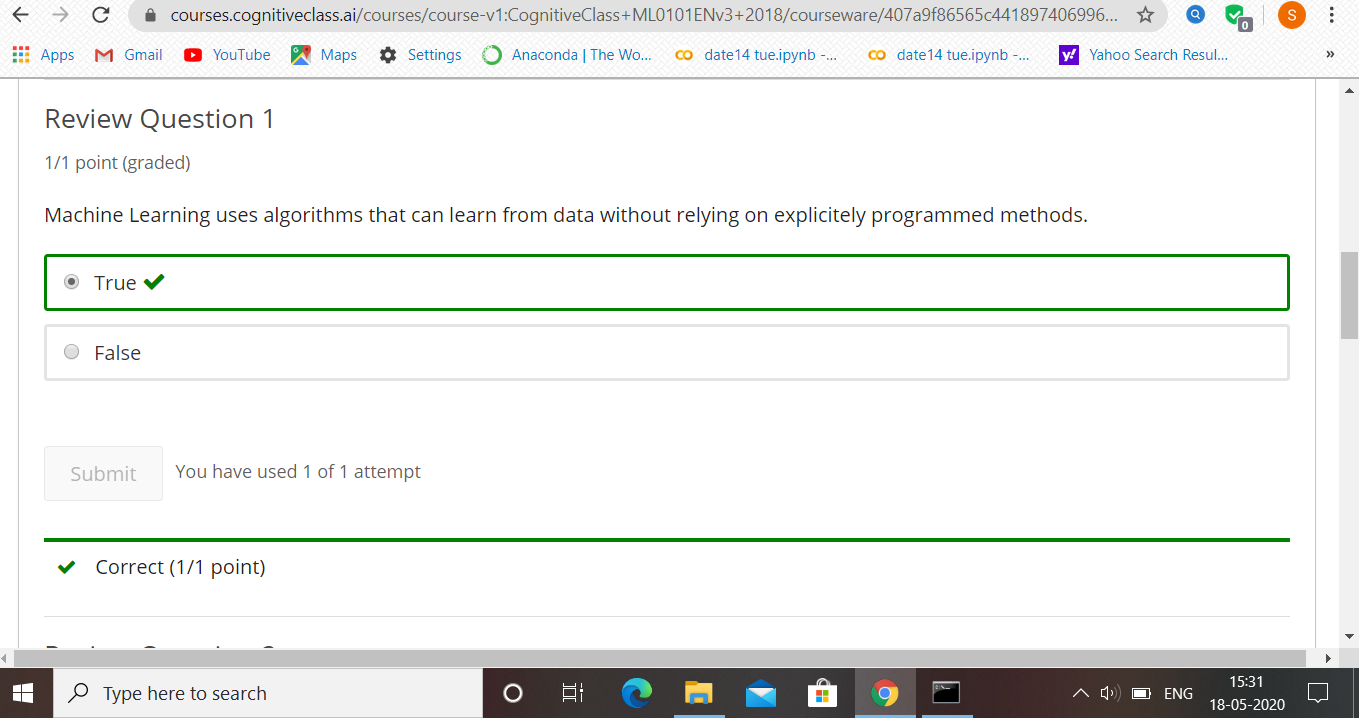 courses.cognitiveclass.ai/courses/course-v1:CognitiveClass+ML0101ENv3+2018/courseware/407a9f86565c441897406996...
0
S
Apps Gmail YouTube Maps Settings Anaconda | The Wo... date14 tue.ipynb -... date14 tue.ipynb -... y! Yahoo Search Resul... »
Review Question 1
1/1 point (graded)
Machine Learning uses algorithms that can learn from data without relying on explicitely programmed methods.
True
False
Submit You have used 1 of 1 attempt
Correct (1/1 point)
Type here to search
ENG
15:31
18-05-2020